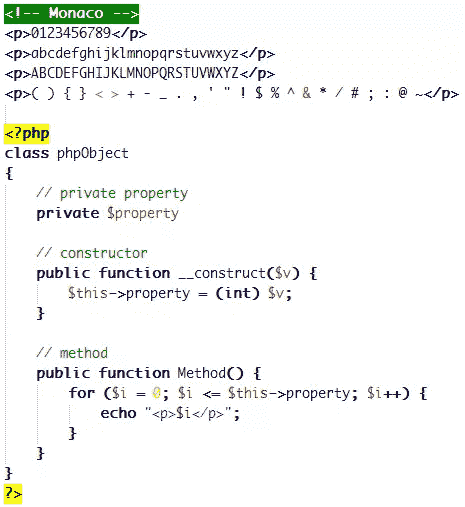 <!-- Monaco -->
<p>0123456789</p>
<p>abcdefghijklmnopqrstuvwxyz</p>
<p>ABCDEFGHIJKLMNOPQRSTUVWXYZ</p>
<p>( ) { } < > + - _ . , ' " ! $ % ^ & * / # ; : @ ~</p>

<?php
class phpObject
{
    // private property
    private $property

    // constructor
    public function __construct($v) {
        $this->property = (int) $v;
    }

    // method
    public function Method() {
        for ($i = 0; $i <= $this->property; $i++) {
            echo "<p>$i</p>";
        }
    }
}
?>